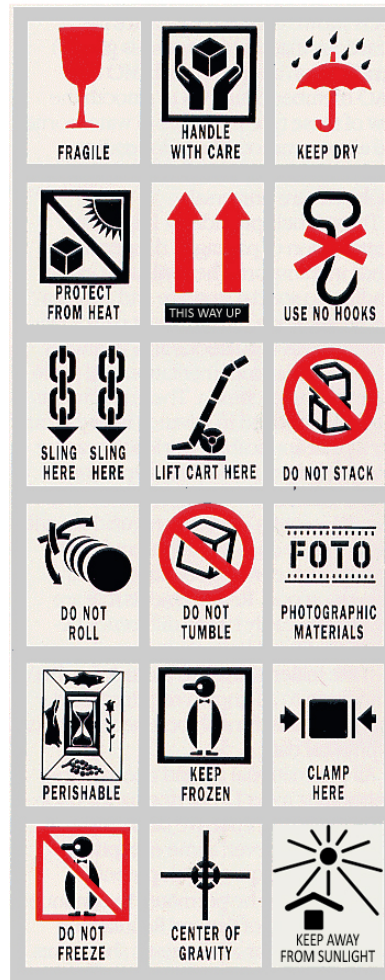 FRAGILE
HANDLE
WITH CARE
KEEP DRY
PROTECT
FROM HEAT
THIS WAY UP
USE NO HOOKS
SLING SLING
HERE HERE
LIFT CART HERE
DO NOT STACK
DO NOT
ROLL
DO NOT
TUMBLE
FOTO
PHOTOGRAPHIC
MATERIALS
PERISHABLE
KEEP
FROZEN
CLAMP
HERE
DO NOT
FREEZE
CENTER OF
GRAVITY
KEEP AWAY
FROM SUNLIGHT